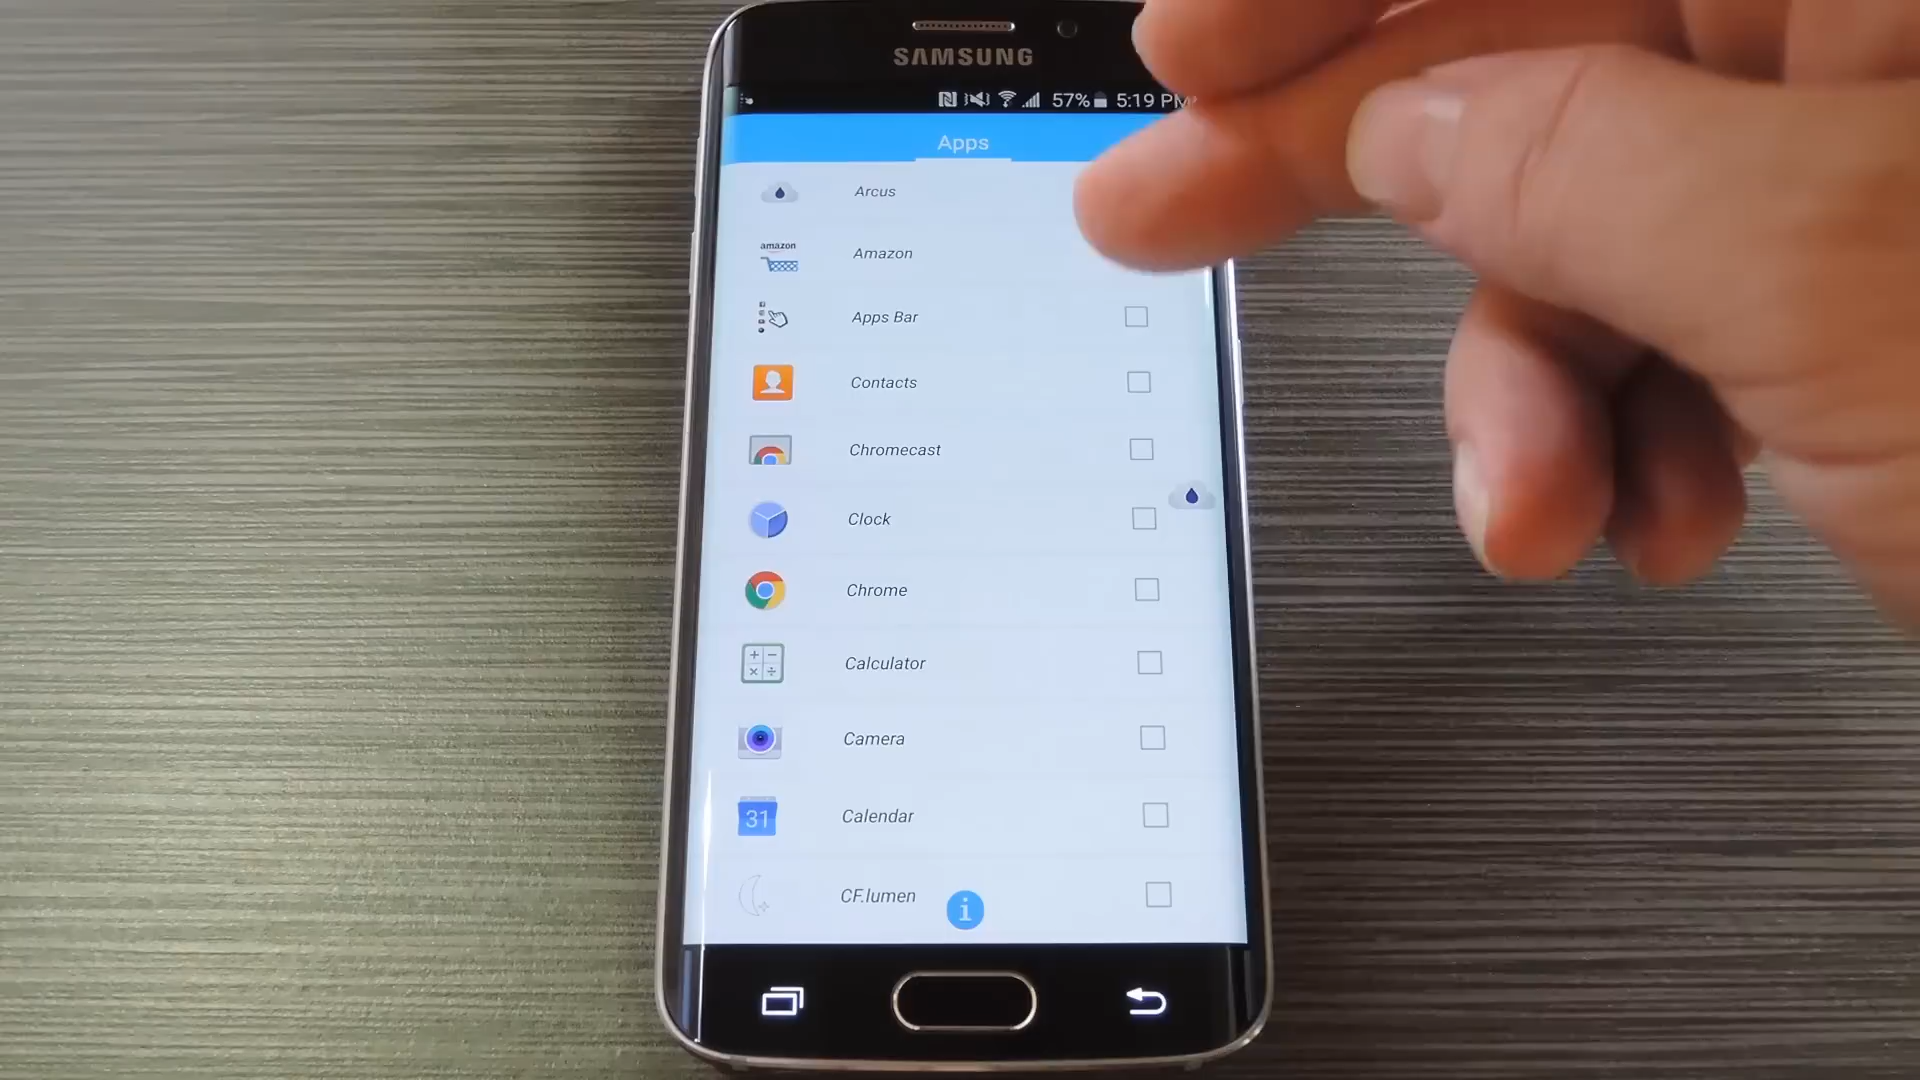 SAMSUNG
57% 5:19 PM
Apps
Arcus
amazon
Amazon
Apps Bar
Contacts
Chromecast
Clock
Chrome
Calculator
Camera
31
Calendar
CF.lumen
i